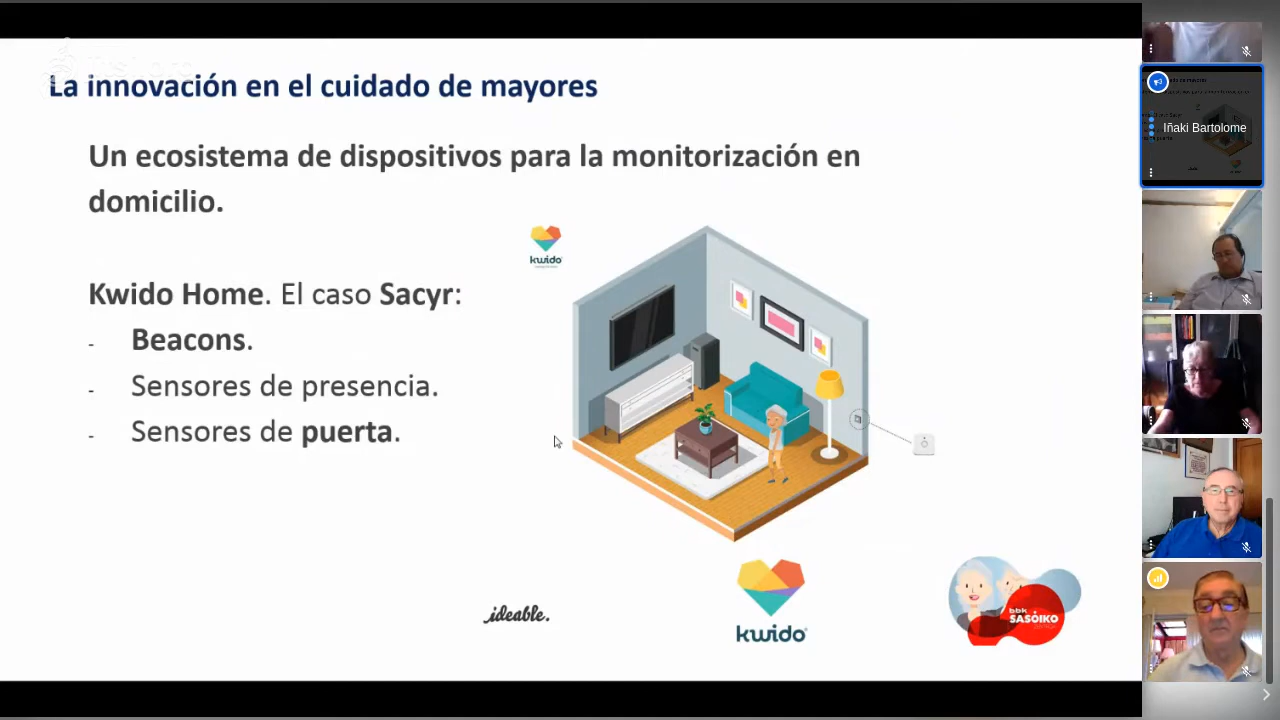 La innovación en el cuidado de mayores
Un ecosistema de dispositivos para la monitorización en
domicilio.
kwido
Kwido Home. El caso Sacyr:
- Beacons.
- Sensores de presencia.
- Sensores de puerta.
ideable.
kwido
bbk
SASOIKO
Iñaki Bartolome